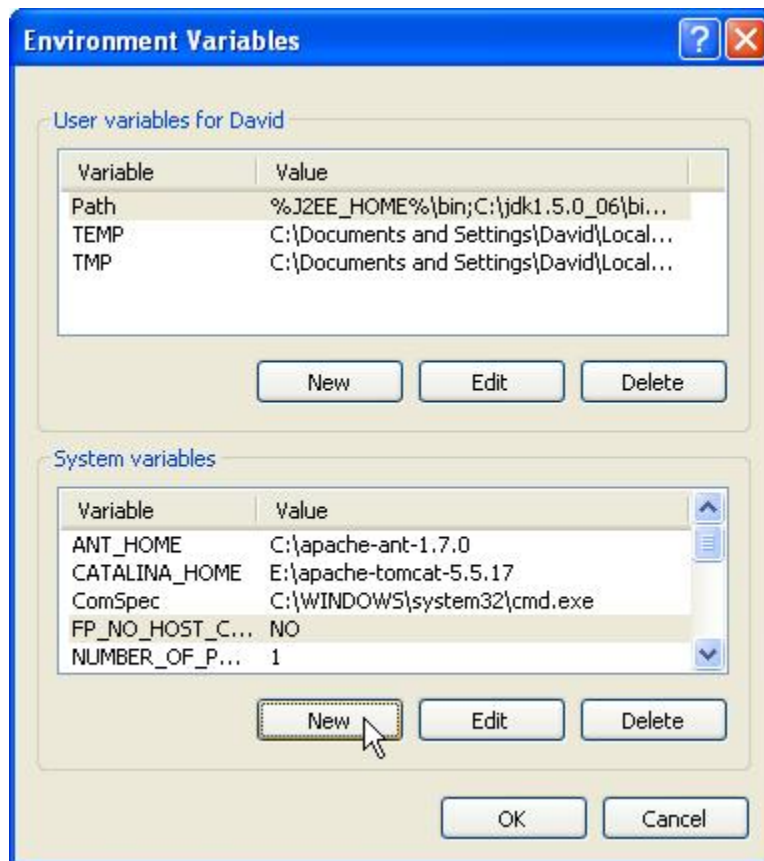 Environment Variables
User variables for David
Variable Value
Path %J2EE_HOME%\bin;C:\jdk1.5.0_06\bi...
TEMP C:\Documents and Settings\David\Local...
TMP C:\Documents and Settings\David\Local...
New Edit Delete
System variables
Variable Value
ANT_HOME C:\apache-ant-1.7.0
CATALINA_HOME E:\apache-tomcat-5.5.17
ComSpec C:\WINDOWS\system32\cmd.exe
FP_NO_HOST_C... NO
NUMBER_OF_P... 1
New Edit Delete
OK Cancel